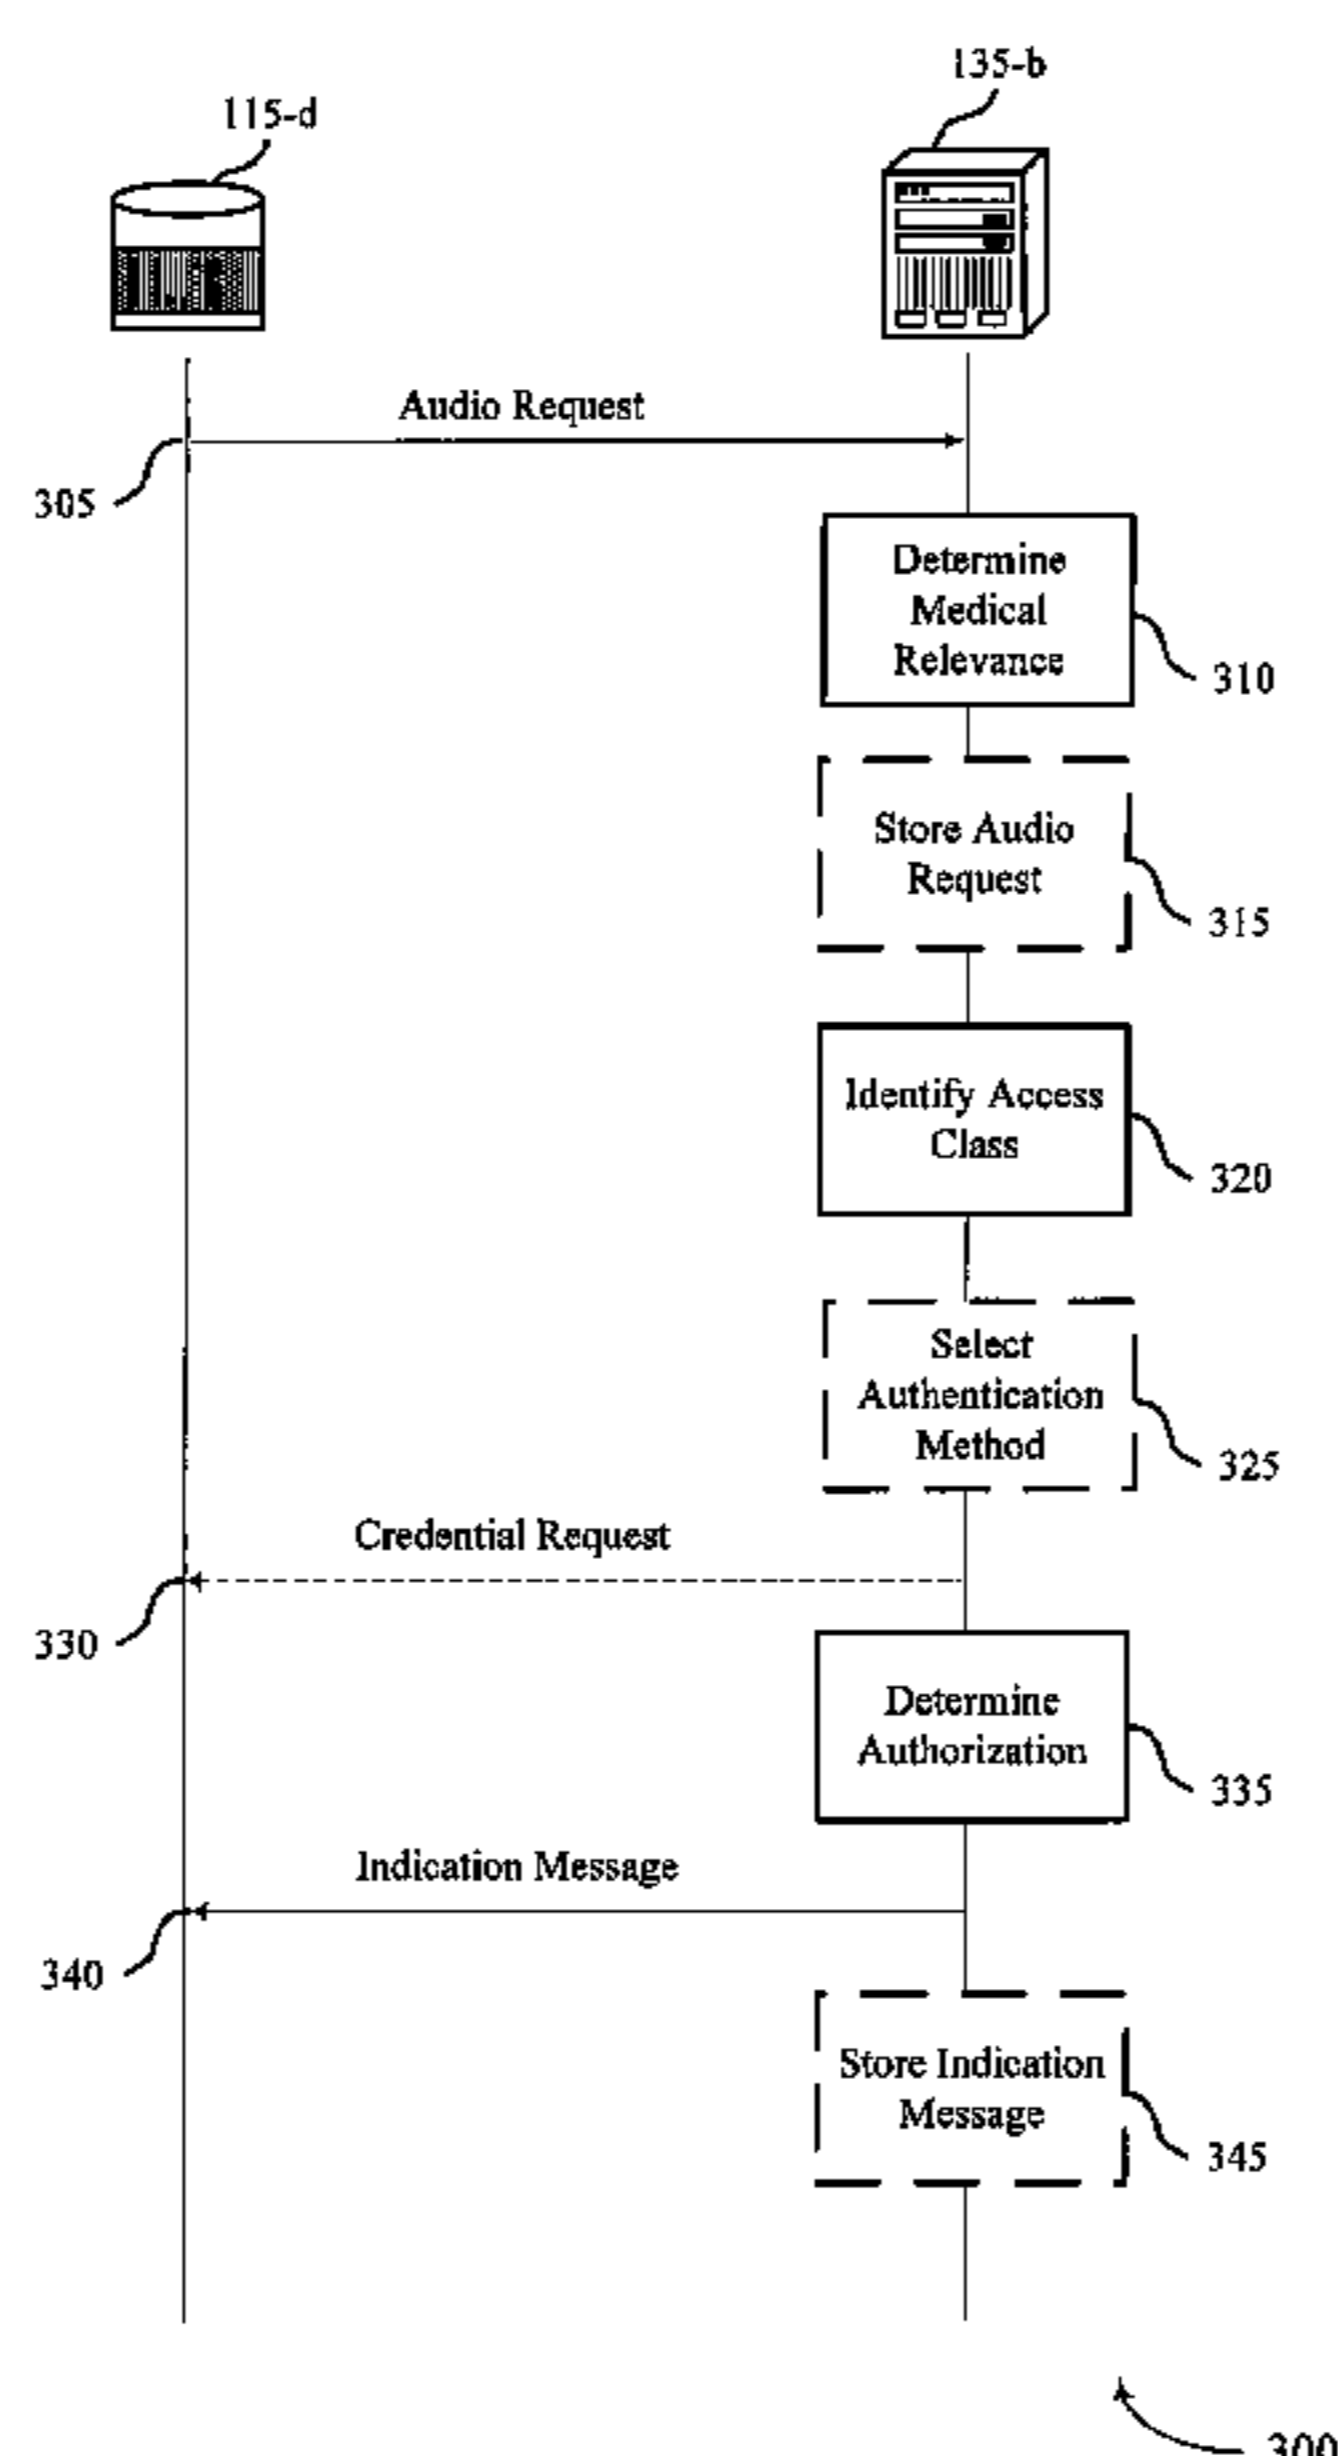 135-b
115-d
Audio Request
305
Determine
Medical
Relevance
310
Store Audio
Request
315
Identify Access
Class
320
Select
Authentication
Method
325
Credential Request
330
Determine
Authorization
335
Indication Message
340
Store Indication
Message
345
300